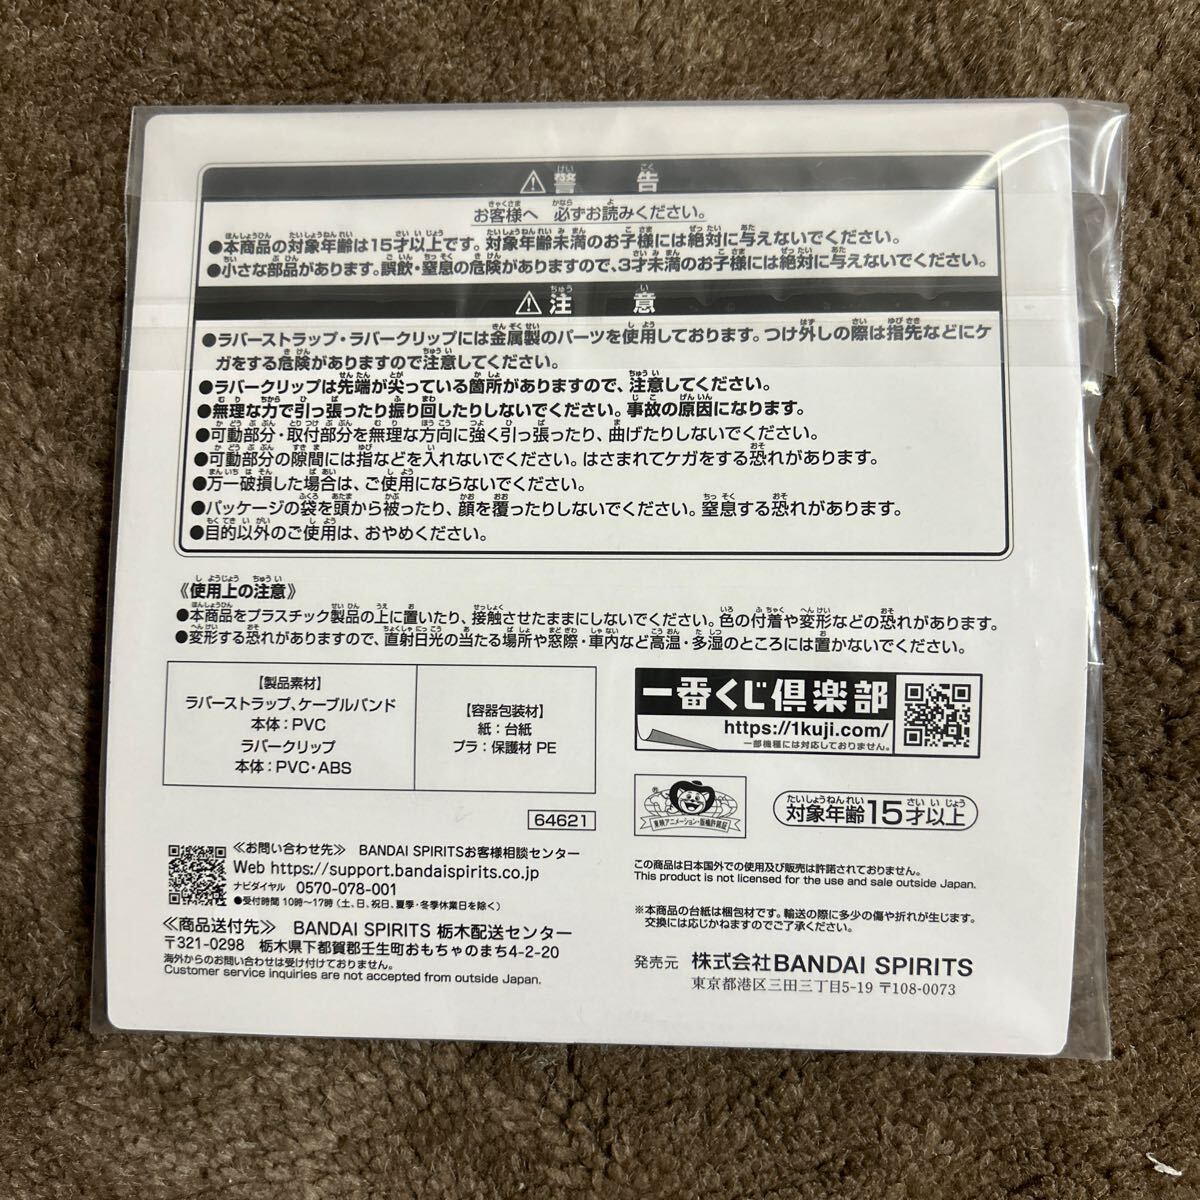 ⚠警告
お客様へ 必ずお読みください。
●本商品の対象年齢は15才以上です。対象年齢未満のお子様には絶対に与えないでください。
●小さな部品があります。誤飲・窒息の危険がありますので、3才未満のお子様には絶対に与えないでください。
⚠注意
●ラバーストラップ・ラバークリップには金属製のパーツを使用しております。つけ外しの際は指先などにケ
ガをする危険がありますので注意してください。
●ラバークリップは先端が尖っている箇所がありますので、注意してください。
●無理な力で引っ張ったり振り回したりしないでください。事故の原因になります。
●可動部分・取付部分を無理な方向に強く引っ張ったり、曲げたりしないでください。
●可動部分の隙間には指などを入れないでください。はさまれてケガをする恐れがあります。
●万一破損した場合は、ご使用にならないでください。
●パッケージの袋を頭から被ったり、顔を覆ったりしないでください。窒息する恐れがあります。
●目的以外のご使用は、おやめください。
《使用上の注意》
●本商品をプラスチック製品の上に置いたり、接触させたままにしないでください。色の付着や変形などの恐れがあります。
●変形する恐れがありますので、直射日光の当たる場所や窓際・車内など高温・多湿のところには置かないでください。
【製品素材】
ラバーストラップ、ケーブルバンド
本体：PVC
ラバークリップ
本体：PVC・ABS
【容器包装材】
紙：台紙
プラ：保護材 PE
64621
一番くじ倶楽部
https://1kuji.com/
一部機種には対応しておりません。
東映アニメーション・版権許諾証
対象年齢15才以上
≪お問い合わせ先≫ BANDAI SPIRITSお客様相談センター
Web https://support.bandaispirits.co.jp
ナビダイヤル 0570-078-001
●受付時間 10時～17時（土、日、祝日、夏季・冬季休業日を除く）
≪商品送付先≫ BANDAI SPIRITS 栃木配送センター
〒321-0298 栃木県下都賀郡壬生町おもちゃのまち4-2-20
海外からのお問い合わせは受け付けておりません。
Customer service inquiries are not accepted from outside Japan.
この商品は日本国外での使用及び販売は許諾されておりません。
This product is not licensed for the use and sale outside Japan.
※本商品の台紙は梱包材です。輸送の際に多少の傷や折れが生じます。
交換には応じかねますのでご了承ください。
発売元 株式会社BANDAI SPIRITS
東京都港区三田三丁目5-19 〒108-0073